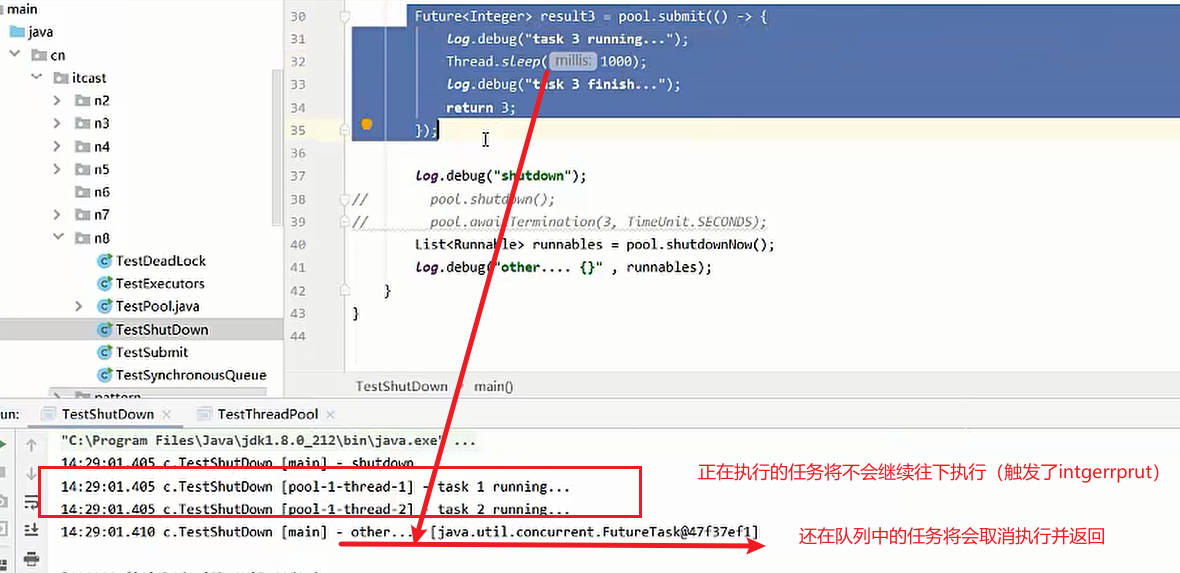 main
java
cn
itcast
n2
n3
n4
n5
n6
n7
n8
TestDeadLock
TestExecutors
TestPool.java
TestShutDown
TestSubmit
TestSynchronousQueue
pattern
30 Future<Integer> result3 = pool.submit(() -> {
31 log.debug("task 3 running...");
32 Thread.sleep( millis: 1000);
33 log.debug("task 3 finish...");
34 return 3;
35 });
36
37 log.debug("shutdown");
38 // pool.shutdown();
39 // pool.awaitTermination(3, TimeUnit.SECONDS);
40 List<Runnable> runnables = pool.shutdownNow();
41 log.debug("other.... {}" , runnables);
42 }
43 }
44
TestShutDown main()
un: TestShutDown × TestThreadPool ×
"C:\Program Files\Java\jdk1.8.0_212\bin\java.exe" ...
14:29:01.405 c.TestShutDown [main] - shutdown
14:29:01.405 c.TestShutDown [pool-1-thread-1] - task 1 running...
14:29:01.405 c.TestShutDown [pool-1-thread-2] - task 2 running...
14:29:01.410 c.TestShutDown [main] - other.... [java.util.concurrent.FutureTask@47f37ef1]
正在执行的任务将不会继续往下执行（触发了intgerrprut）
还在队列中的任务将会取消执行并返回